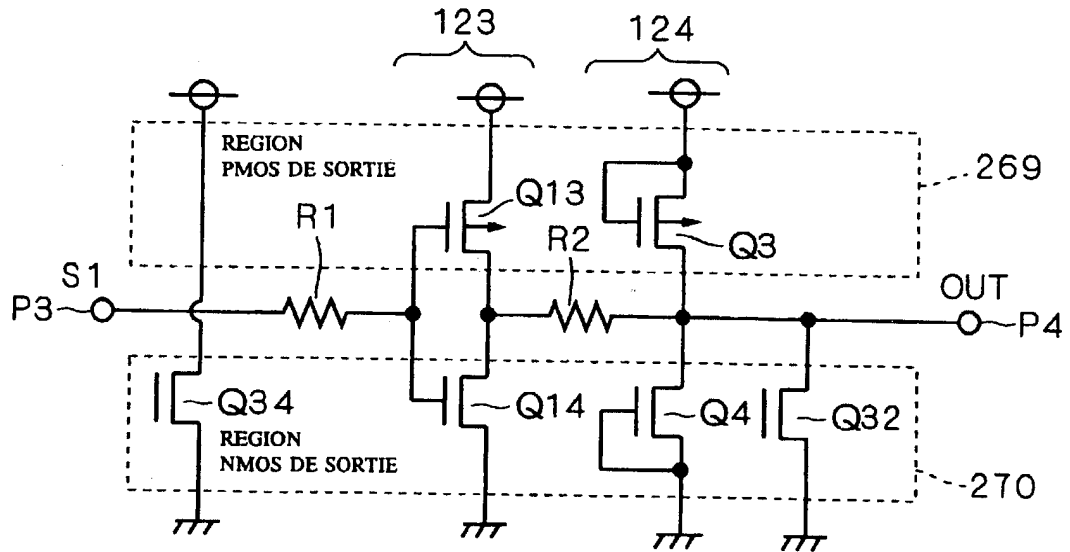 123
124
REGION
PMOS DE SORTIE
269
Q13
R1
R2
Q3
S1
OUT
P3
P4
Q34
Q14
Q4
Q32
REGION
NMOS DE SORTIE
270